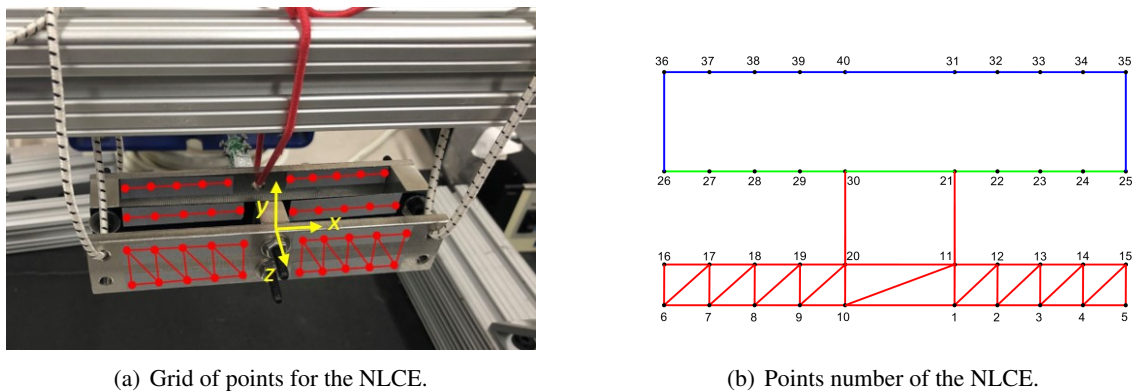 y
x
z
36 37 38 39 40 31 32 33 34 35
26 27 28 29 30 21 22 23 24 25
16 17 18 19 20 11 12 13 14 15
6 7 8 9 10 1 2 3 4 5
(a) Grid of points for the NLCE.
(b) Points number of the NLCE.